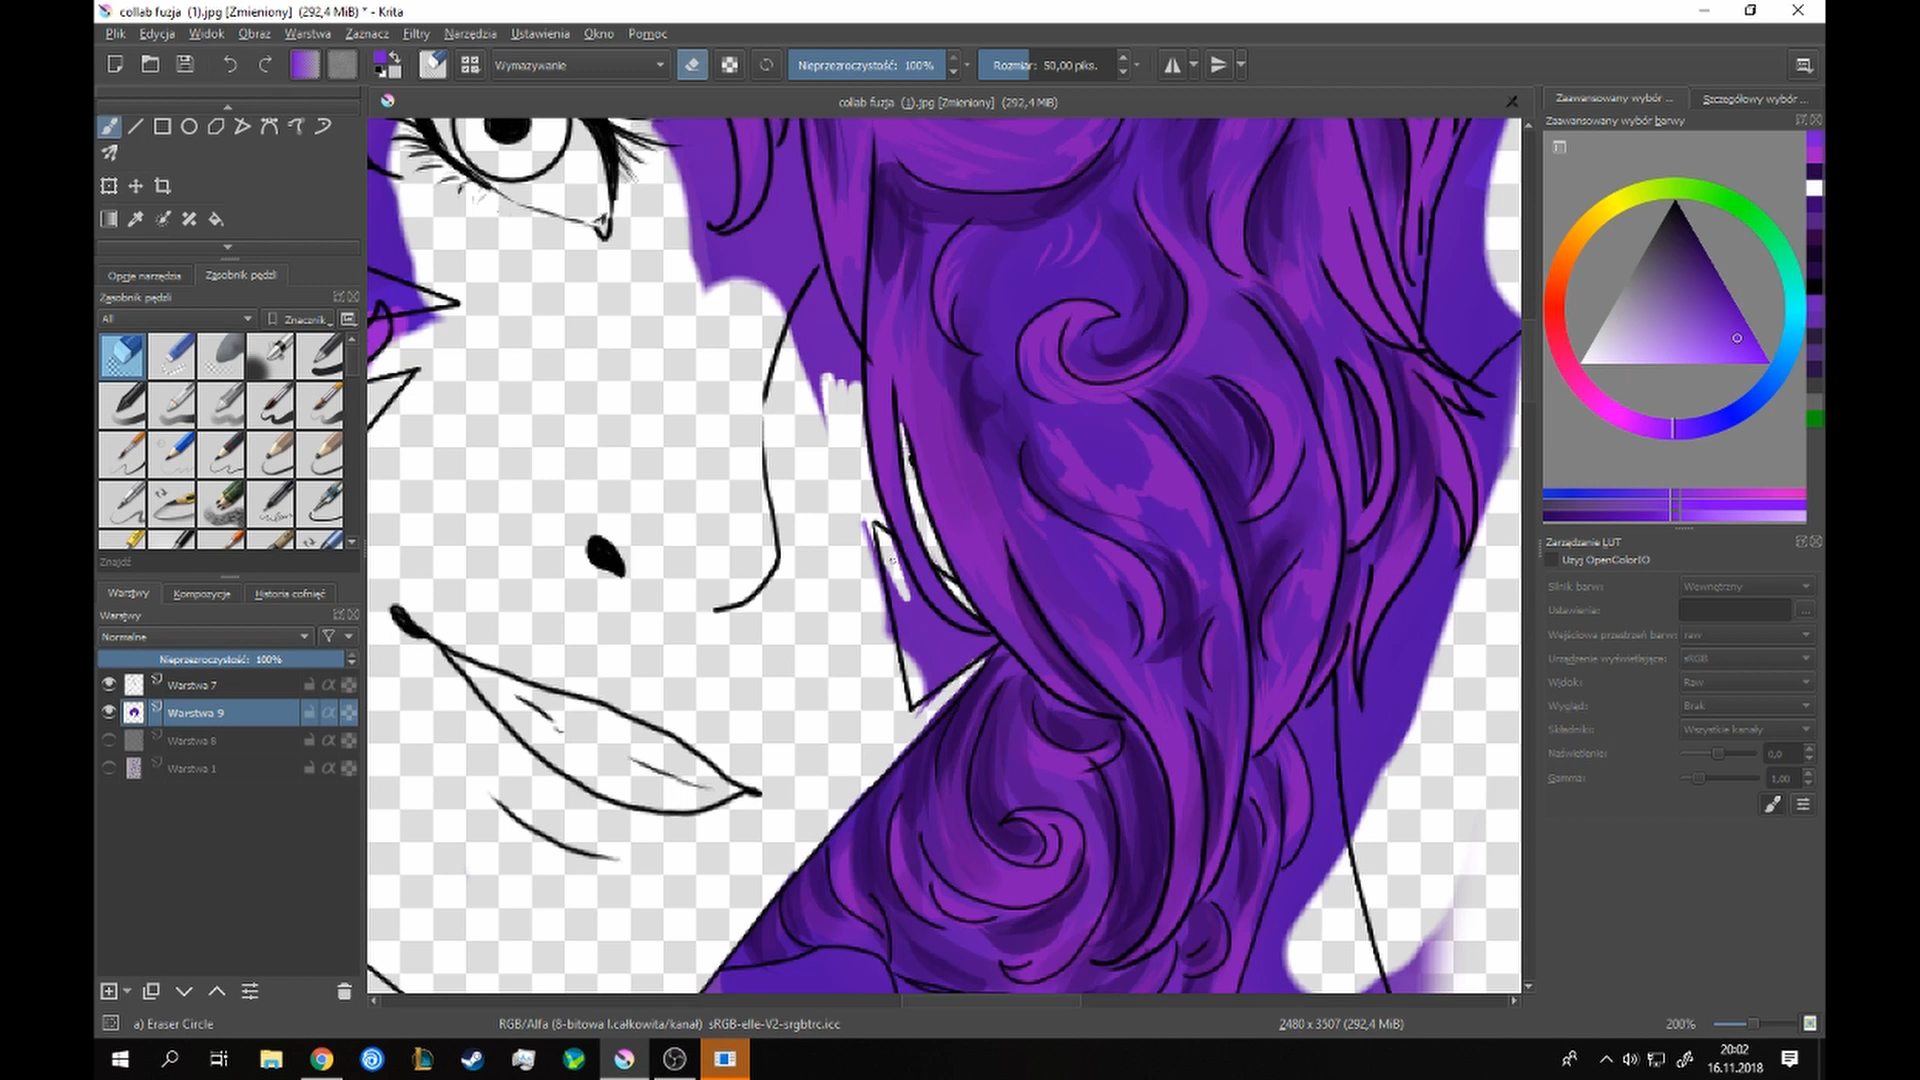 collab fuzja (1).jpg [Zmieniony] (292,4 MiB) * - Krita
Plik Edycja Widok Obraz Warstwa Zaznacz Filtry Narzędzia Ustawienia Okno Pomoc
Wymazywanie
Nieprzezroczystość: 100%
Rozmiar: 50,00 piks.
collab fuzja (1).jpg [Zmieniony] (292,4 MiB)
Zaawansowany wybór ...
Szczegółowy wybór ...
Zaawansowany wybór barwy
Opcje narzędzia
Zasobnik pędzli
Zasobnik pędzli
All
Znacznik
Znajdź
Warstwy
Kompozycje
Historia cofnięć
Warstwy
Normalne
Nieprzezroczystość: 100%
Warstwa 7
Warstwa 9
Warstwa 8
Warstwa 1
Zarządzanie LUT
Użyj OpenColorIO
Silnik barw: Wewnętrzny
Ustawienia: ...
Wejściowa przestrzeń barw: raw
Urządzenie wyświetlające: sRGB
Widok: Raw
Wygląd: Brak
Składniki: Wszystkie kanały
Naświetlenie: 0,0
Gamma: 1,00
a) Eraser Circle
RGB/Alfa (8-bitowa l.całkowita/kanał) sRGB-elle-V2-srgbtrc.icc
2480 x 3507 (292,4 MiB)
200%
20:02
16.11.2018